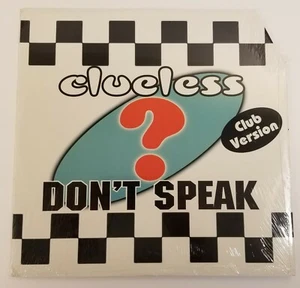 clueless
?
Club
Version
DON'T SPEAK